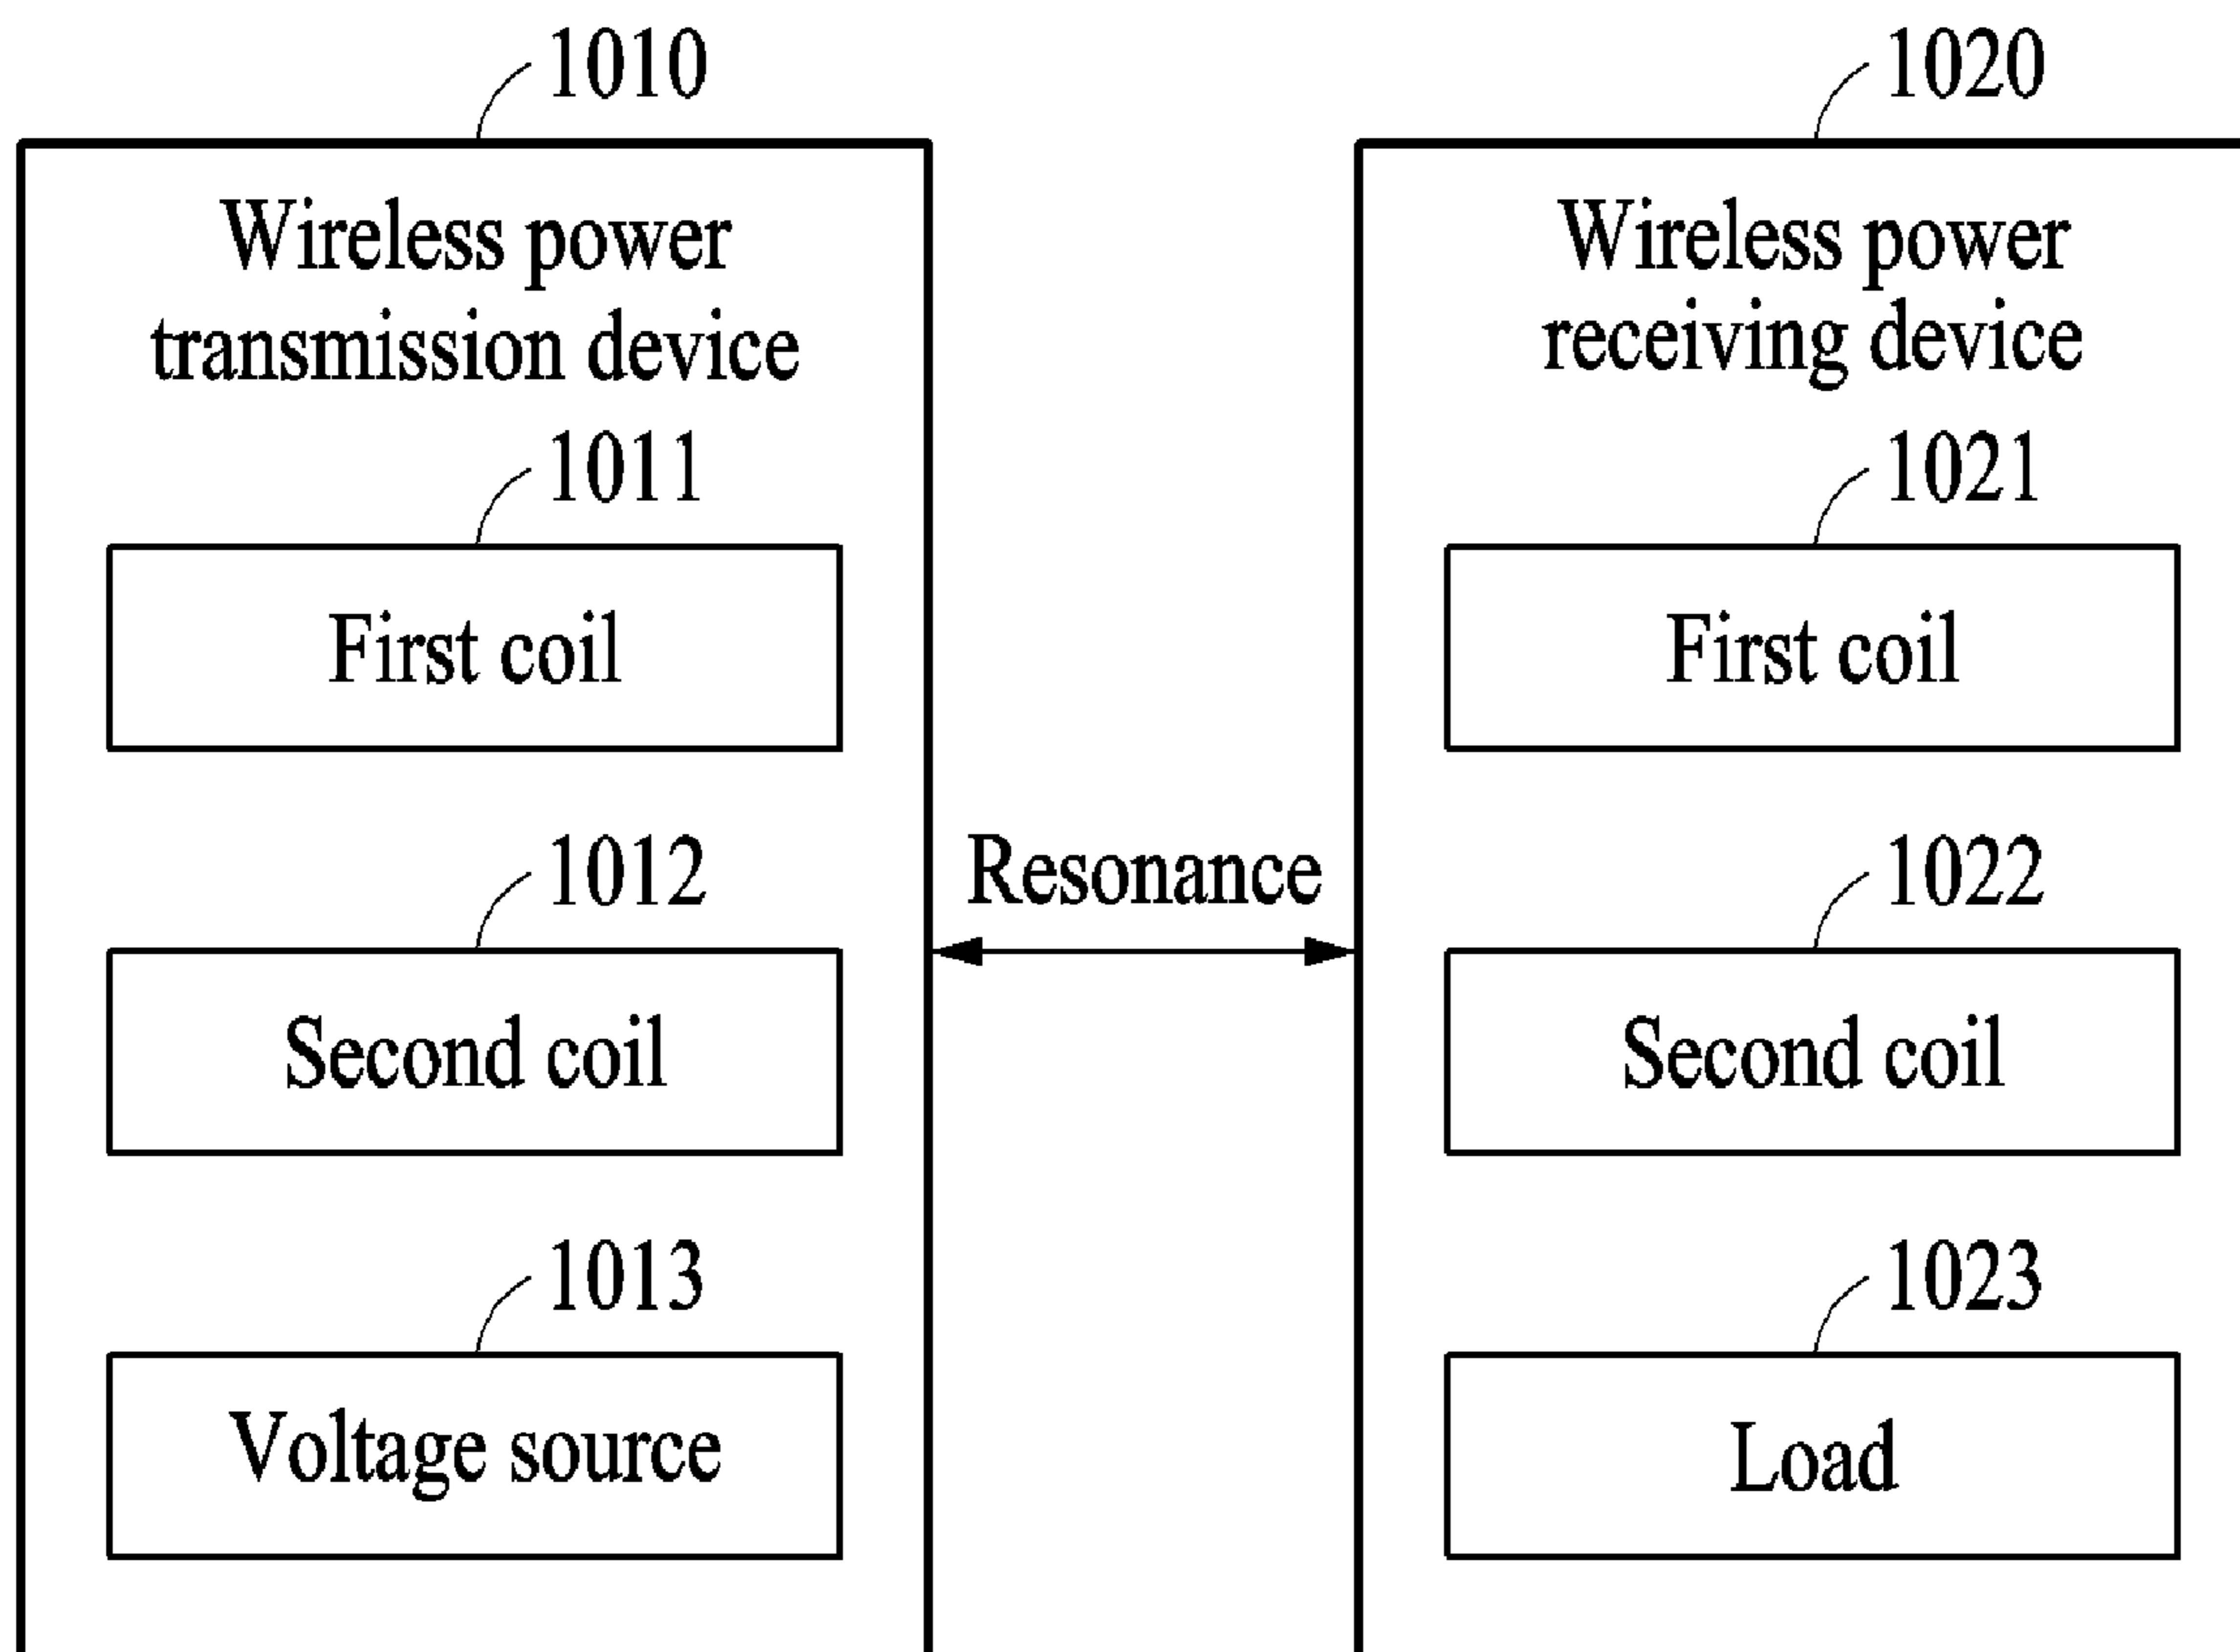 1010
Wireless power
transmission device
1011
First coil
1012
Second coil
1013
Voltage source
Resonance
1020
Wireless power
receiving device
1021
First coil
1022
Second coil
1023
Load